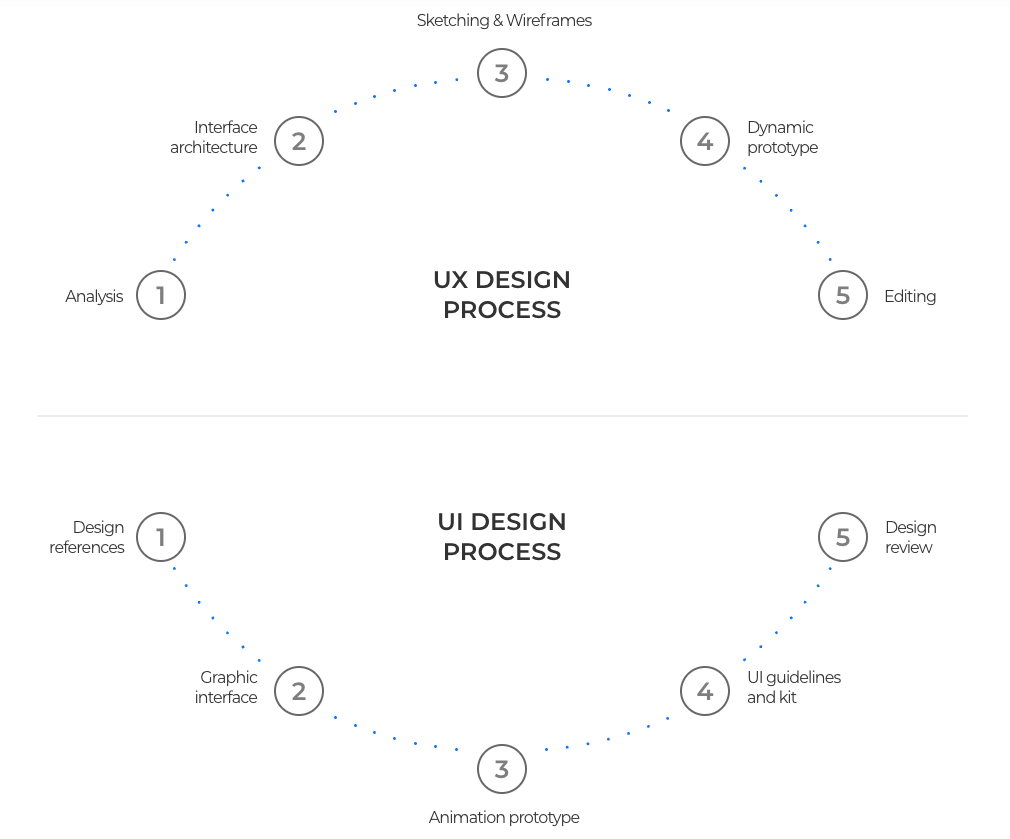 Sketching & Wireframes
3
Interface
architecture
2
4
Dynamic
prototype
Analysis
1
UX DESIGN
PROCESS
5
Editing
Design
references
1
UI DESIGN
PROCESS
5
Design
review
Graphic
interface
2
4
UI guidelines
and kit
3
Animation prototype